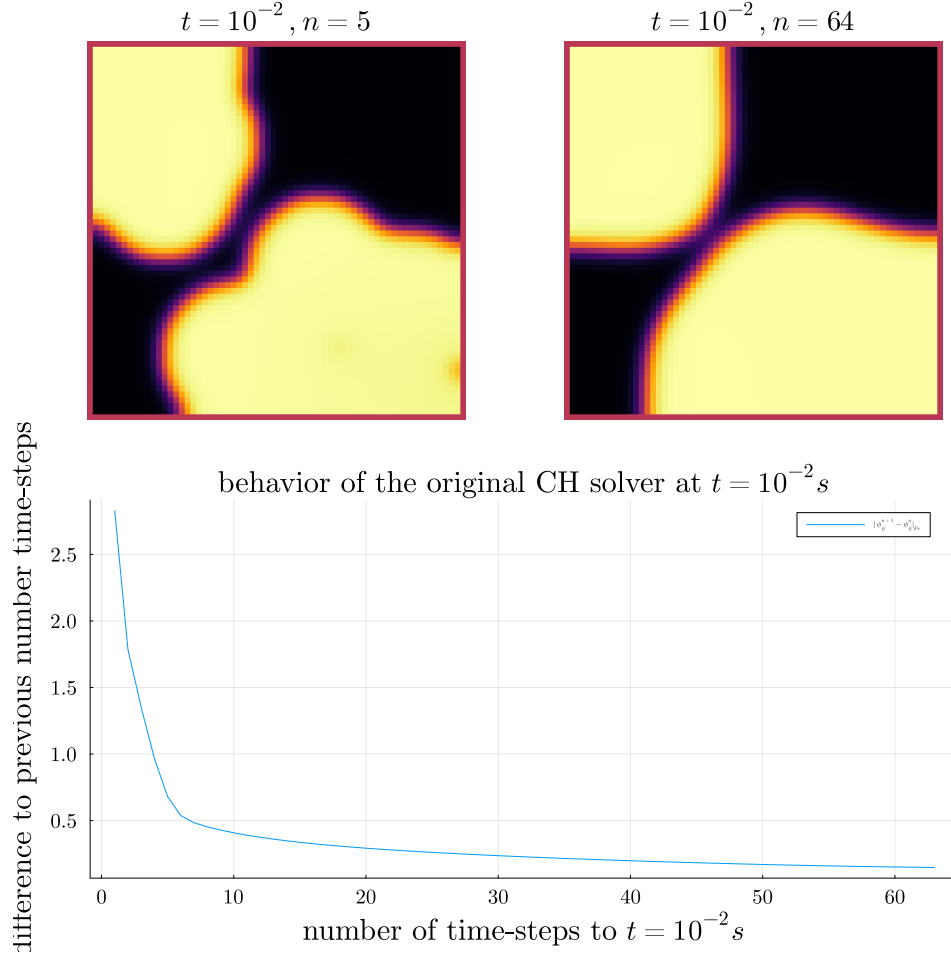 t = 10⁻², n = 5
t = 10⁻², n = 64
behavior of the original CH solver at t = 10⁻²s
difference to previous number time-steps
2.5
2.0
1.5
1.0
0.5
0 10 20 30 40 50 60
number of time-steps to t = 10⁻²s